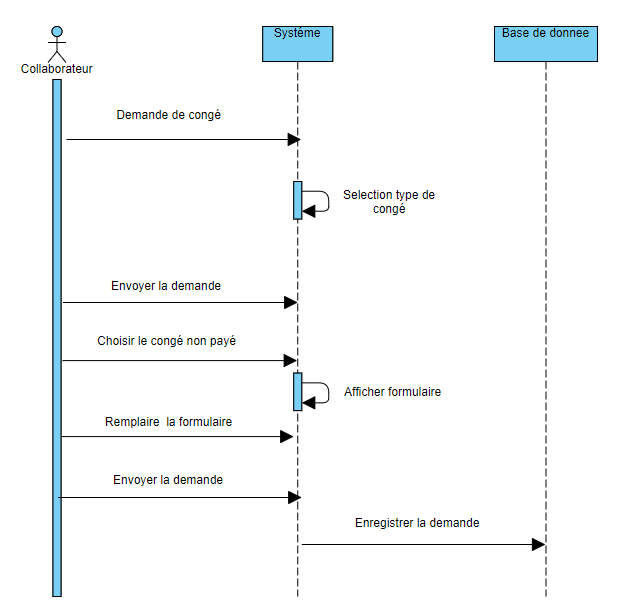 Systéme
Base de donnee
Collaborateur
Demande de congé
Selection type de
congé
Envoyer la demande
Choisir le congé non payé
Afficher formulaire
Remplaire la formulaire
Envoyer la demande
Enregistrer la demande